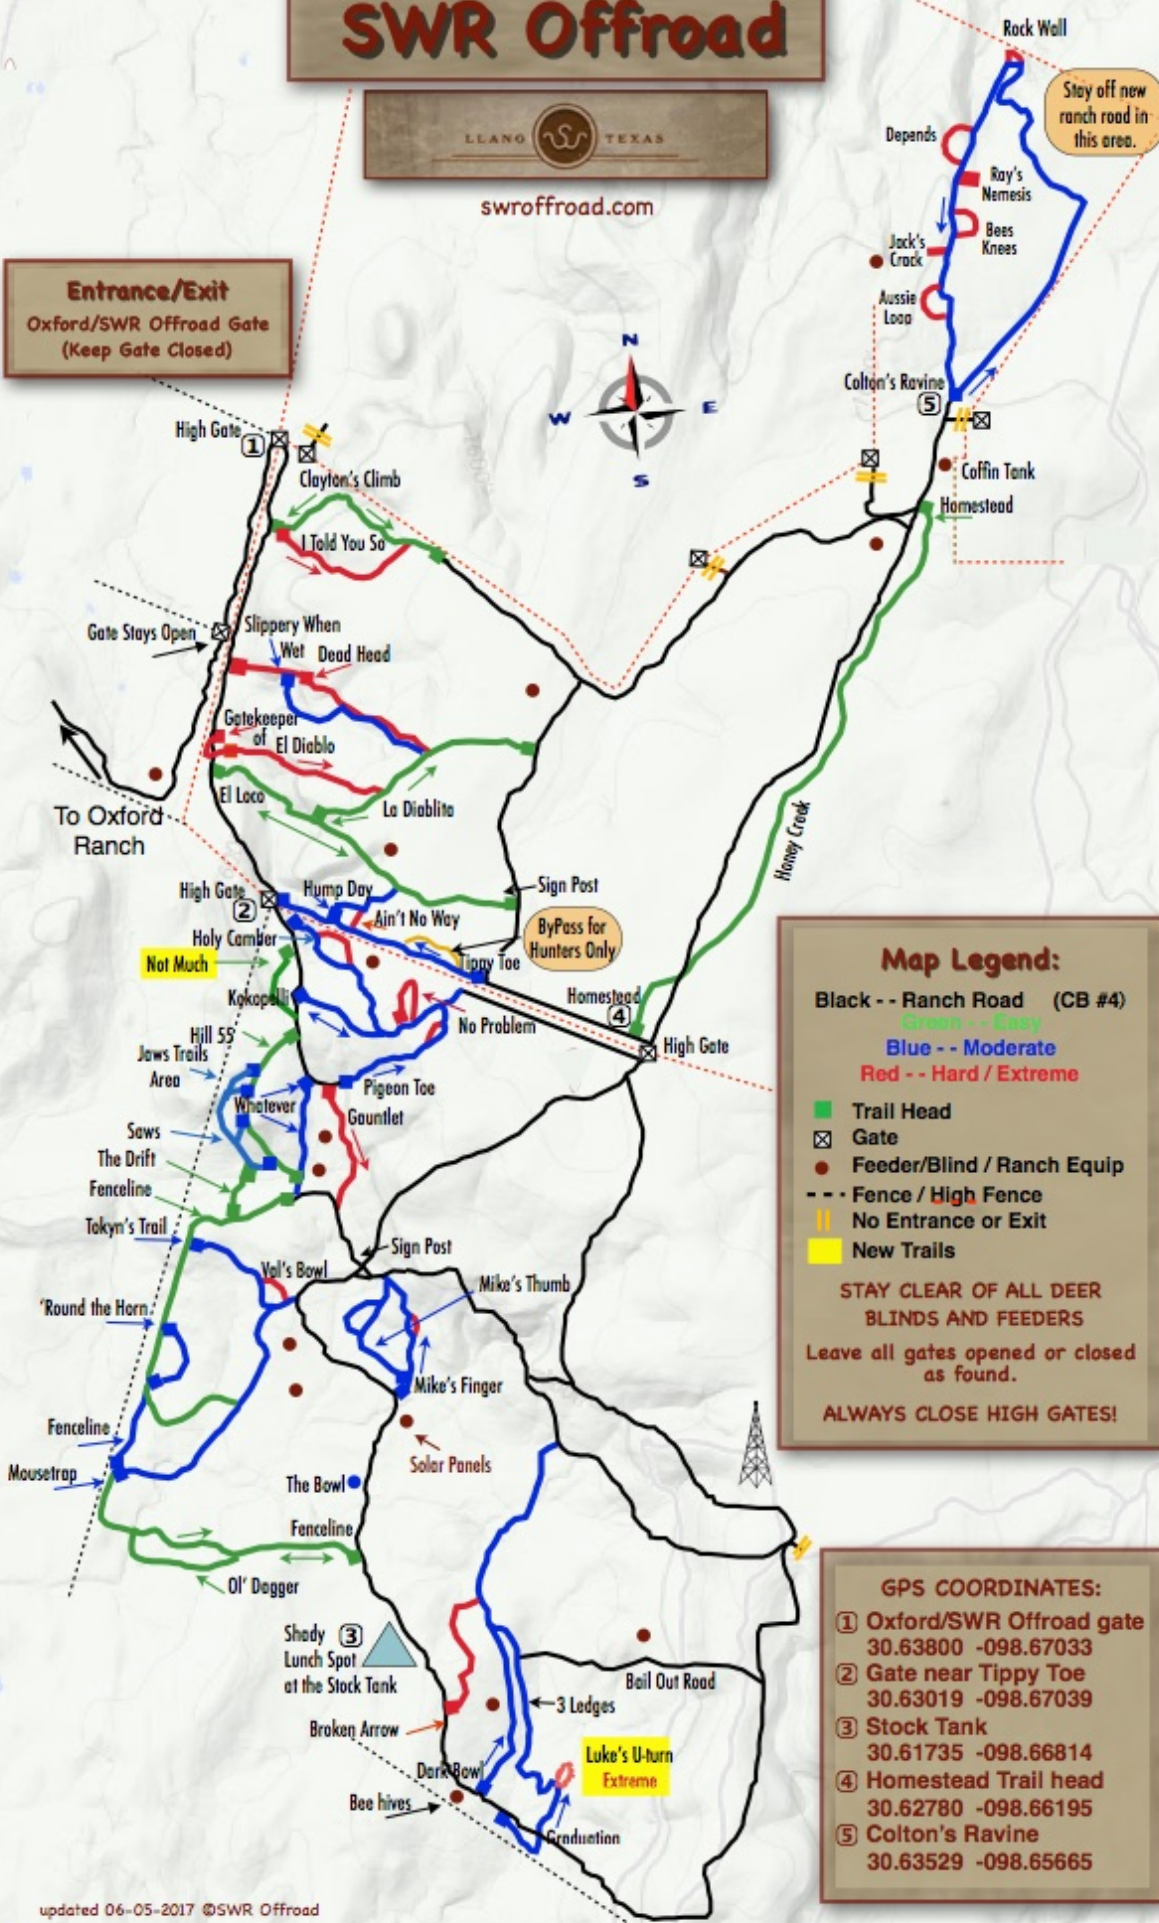 SWR Offroad
LLANO TEXAS
swroffroad.com
Rock Wall
Stay off new
ranch road in
this area.
Depends
Ray's
Nemesis
Bees
Knees
Jack's
Crack
Aussie
Loop
Colton's Ravine
5
Coffin Tank
Homestead
Entrance/Exit
Oxford/SWR Offroad Gate
(Keep Gate Closed)
N
W
E
S
High Gate
1
Clayton's Climb
I Told You So
Gate Stays Open
Slippery When
Wet
Dead Head
Gatekeeper
of
El Diablo
El Loco
La Diablita
To Oxford
Ranch
Honey Creek
High Gate
2
Hump Day
Sign Post
Ain't No Way
ByPass for
Hunters Only
Holy Camber
Not Much
Tippy Toe
Kokopelli
Homestead
4
No Problem
High Gate
Hill 55
Jaws Trails
Area
Pigeon Toe
Whatever
Gauntlet
Saws
The Drift
Fenceline
Tokyn's Trail
Sign Post
Val's Bowl
Mike's Thumb
'Round the Horn
Mike's Finger
Fenceline
Solar Panels
Mousetrap
The Bowl
Fenceline
Ol' Dagger
Shady
3
Lunch Spot
at the Stock Tank
Bail Out Road
3 Ledges
Broken Arrow
Luke's U-turn
Extreme
Dark Bowl
Bee hives
Graduation
Map Legend:
Black - - Ranch Road (CB #4)
Green - - Easy
Blue - - Moderate
Red - - Hard / Extreme
Trail Head
Gate
Feeder/Blind / Ranch Equip
Fence / High Fence
No Entrance or Exit
New Trails
STAY CLEAR OF ALL DEER
BLINDS AND FEEDERS
Leave all gates opened or closed
as found.
ALWAYS CLOSE HIGH GATES!
GPS COORDINATES:
1 Oxford/SWR Offroad gate
30.63800 -098.67033
2 Gate near Tippy Toe
30.63019 -098.67039
3 Stock Tank
30.61735 -098.66814
4 Homestead Trail head
30.62780 -098.66195
5 Colton's Ravine
30.63529 -098.65665
updated 06-05-2017 ©SWR Offroad